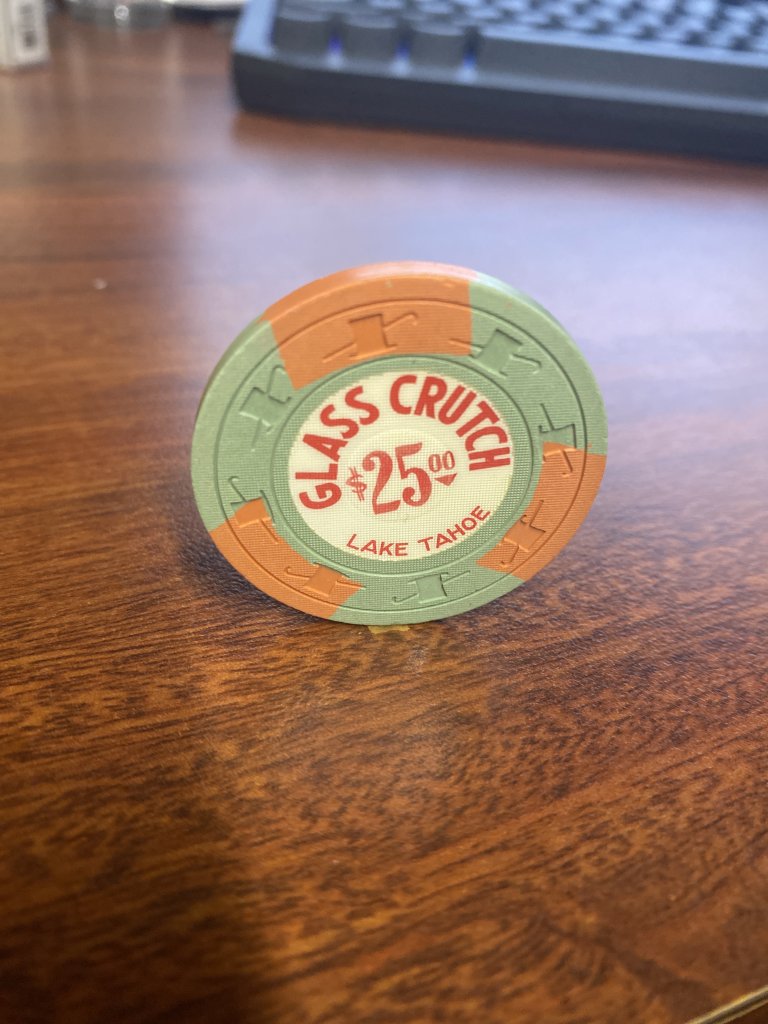 GLASS CRUTCH
$25.00
LAKE TAHOE